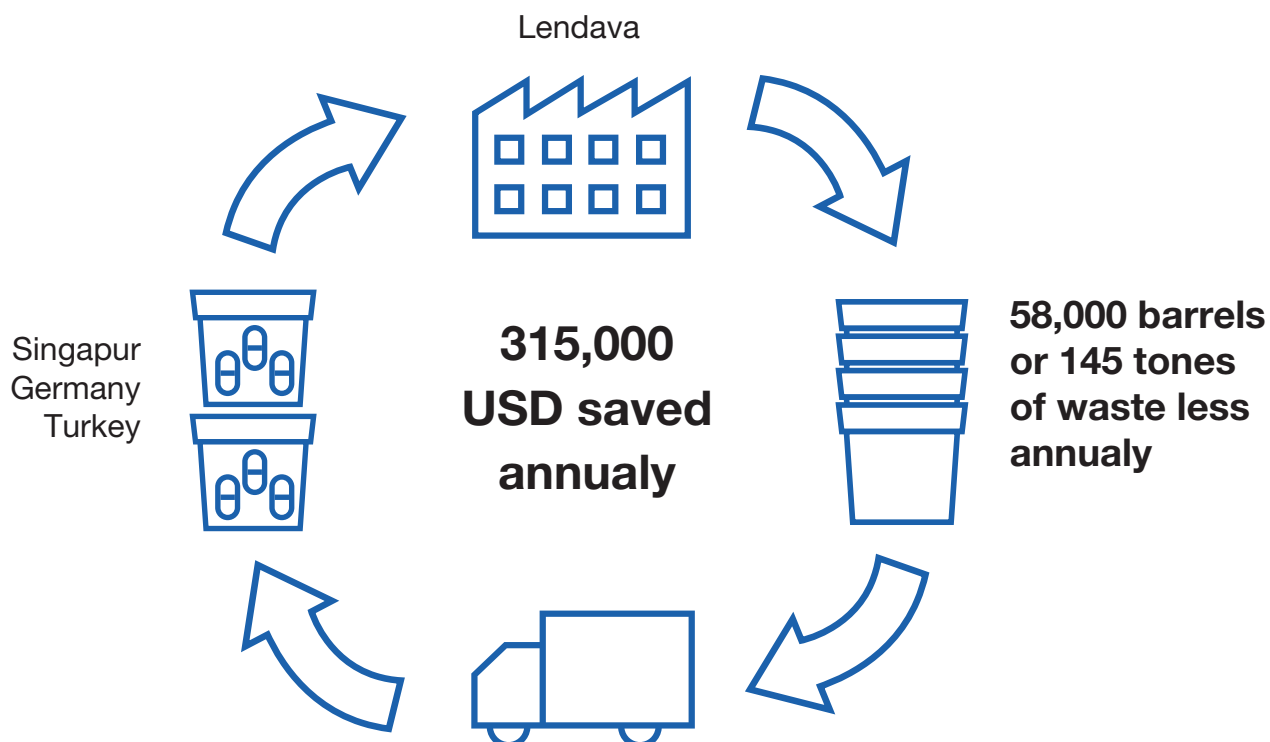 Lendava
Singapur
Germany
Turkey
315,000
USD saved
annualy
58,000 barrels
or 145 tones
of waste less
annualy